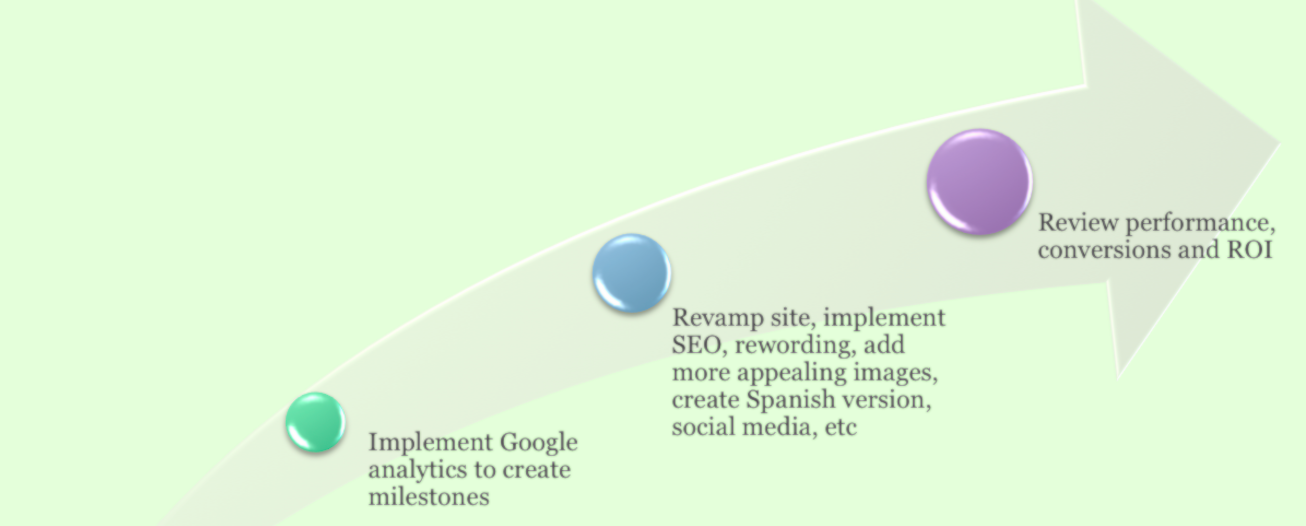 Review performance,
conversions and ROI
Revamp site, implement
SEO, rewording, add
more appealing images,
create Spanish version,
social media, etc
Implement Google
analytics to create
milestones